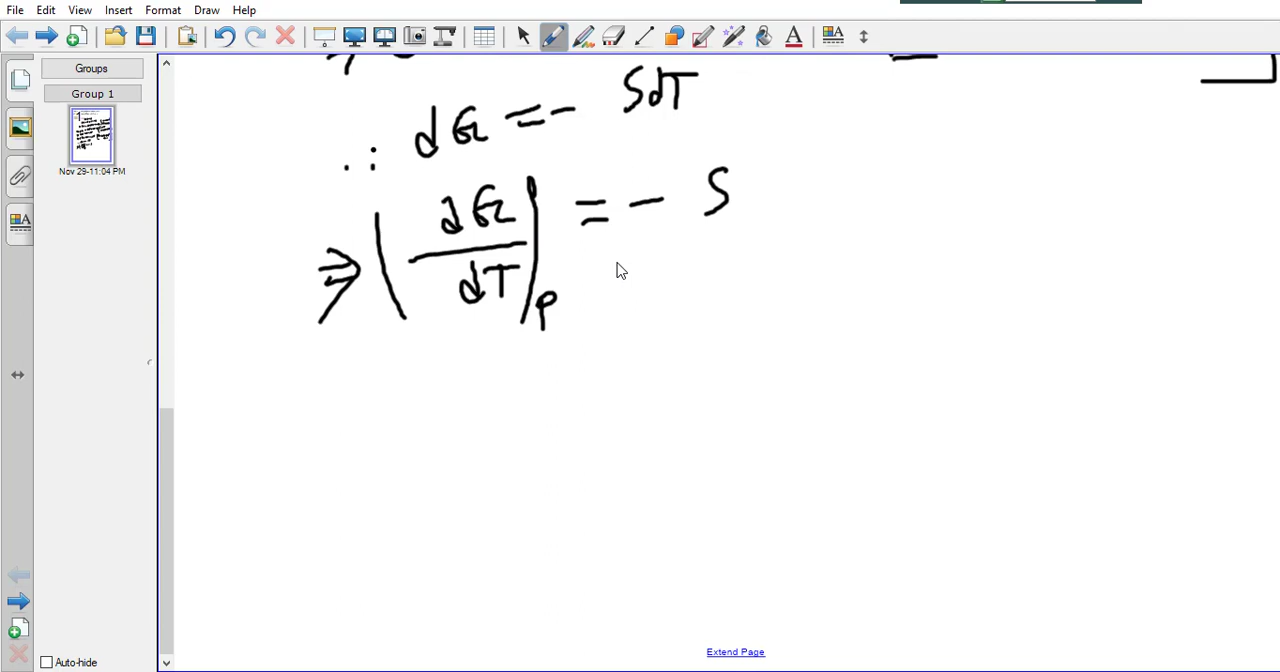 File Edit View Insert Format Draw Help
Groups
Group 1
Nov 29-11:04 PM
∴ dG = - SdT
⇒ (dG/dT)p = - S
Extend Page
Auto-hide